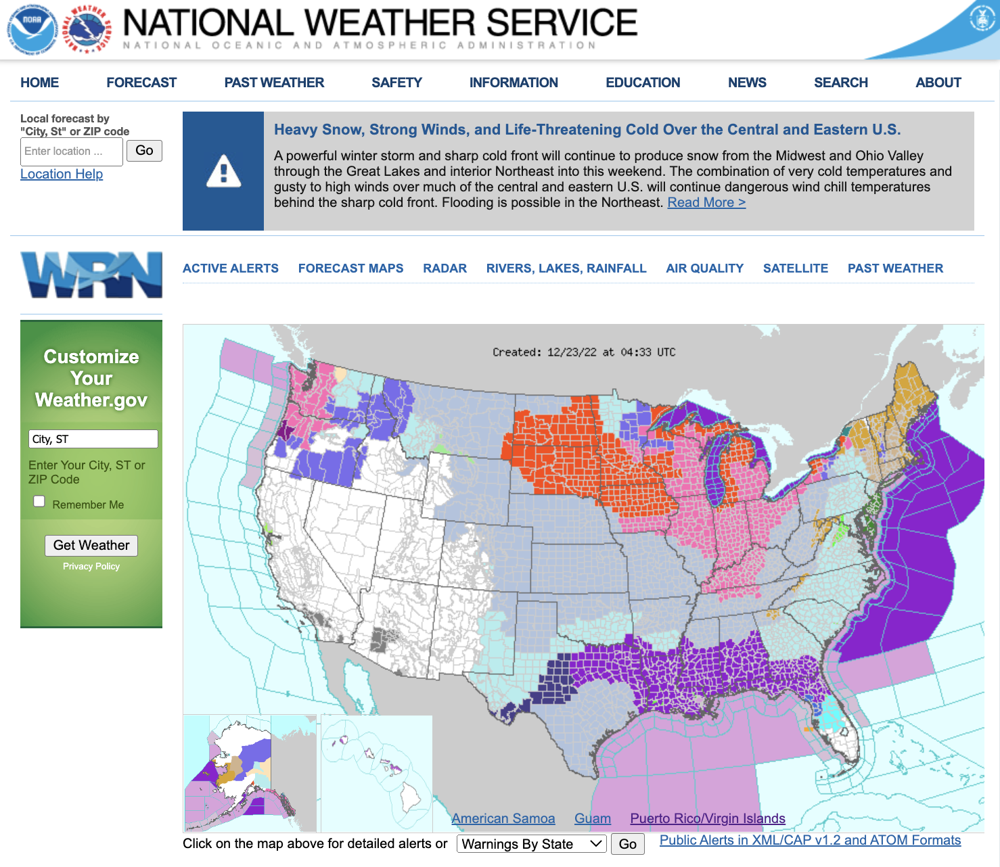 NOAA
NATIONAL WEATHER SERVICE
NATIONAL OCEANIC AND ATMOSPHERIC ADMINISTRATION
HOME FORECAST PAST WEATHER SAFETY INFORMATION EDUCATION NEWS SEARCH ABOUT
Local forecast by
"City, St" or ZIP code
Enter location ... Go
Location Help
Heavy Snow, Strong Winds, and Life-Threatening Cold Over the Central and Eastern U.S.
A powerful winter storm and sharp cold front will continue to produce snow from the Midwest and Ohio Valley
through the Great Lakes and interior Northeast into this weekend. The combination of very cold temperatures and
gusty to high winds over much of the central and eastern U.S. will continue dangerous wind chill temperatures
behind the sharp cold front. Flooding is possible in the Northeast. Read More >
WRN
ACTIVE ALERTS FORECAST MAPS RADAR RIVERS, LAKES, RAINFALL AIR QUALITY SATELLITE PAST WEATHER
Customize
Your
Weather.gov
City, ST
Enter Your City, ST or
ZIP Code
Remember Me
Get Weather
Privacy Policy
Created: 12/23/22 at 04:33 UTC
American Samoa Guam Puerto Rico/Virgin Islands
Click on the map above for detailed alerts or Warnings By State Go Public Alerts in XML/CAP v1.2 and ATOM Formats